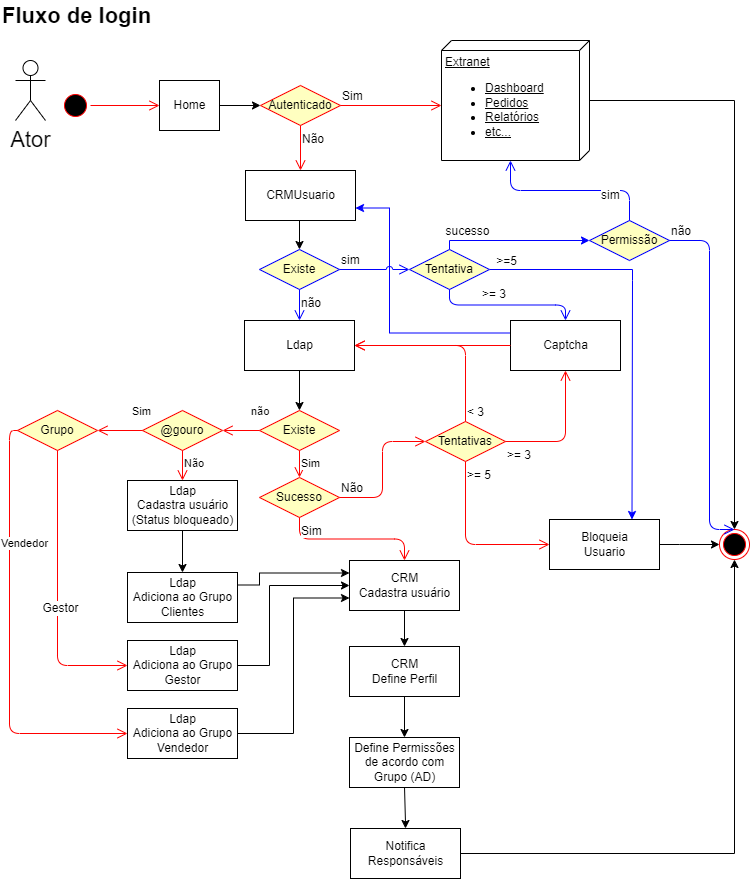 Fluxo de login
Ator
Home
Autenticado
Sim
Não
Extranet
Dashboard
Pedidos
Relatórios
etc...
CRMUsuario
sim
Permissão
não
sucesso
Existe
sim
Tentativa
>=5
não
>= 3
Ldap
Captcha
< 3
Grupo
Sim
@gouro
não
Existe
Tentativas
>= 3
Não
Sim
>= 5
Sucesso
Não
Sim
Ldap
Cadastra usuário
(Status bloqueado)
Bloqueia
Usuario
Vendedor
Gestor
Ldap
Adiciona ao Grupo
Clientes
CRM
Cadastra usuário
Ldap
Adiciona ao Grupo
Gestor
CRM
Define Perfil
Ldap
Adiciona ao Grupo
Vendedor
Define Permissões
de acordo com
Grupo (AD)
Notifica
Responsáveis